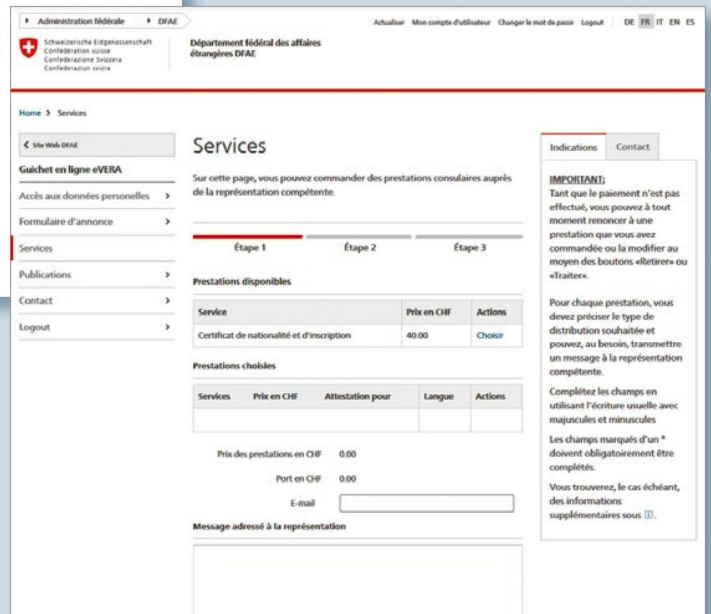 Administration fédérale DFAE
Actualiser Mon compte d'utilisateur Changer le mot de passe Logout DE FR IT EN ES
Schweizerische Eidgenossenschaft
Confédération suisse
Confederazione Svizzera
Confederaziun svizra
Département fédéral des affaires
étrangères DFAE
Home > Services
Site Web DFAE
Guichet en ligne eVERA
Accès aux données personelles
Formulaire d'annonce
Services
Publications
Contact
Logout
Services
Sur cette page, vous pouvez commander des prestations consulaires auprès
de la représentation compétente.
Étape 1 Étape 2 Étape 3
Prestations disponibles
Service Prix en CHF Actions
Certificat de nationalité et d'inscription 40.00 Choisir
Prestations choisies
Services Prix en CHF Attestation pour Langue Actions
Prix des prestations en CHF 0.00
Port en CHF 0.00
E-mail
Message adressé à la représentation
Indications Contact
IMPORTANT:
Tant que le paiement n'est pas
effectué, vous pouvez à tout
moment renoncer à une
prestation que vous avez
commandée ou la modifier au
moyen des boutons «Retirer» ou
«Traiter».
Pour chaque prestation, vous
devez préciser le type de
distribution souhaitée et
pouvez, au besoin, transmettre
un message à la représentation
compétente.
Complétez les champs en
utilisant l'écriture usuelle avec
majuscules et minuscules
Les champs marqués d'un *
doivent obligatoirement être
complétés.
Vous trouverez, le cas échéant,
des informations
supplémentaires sous i.